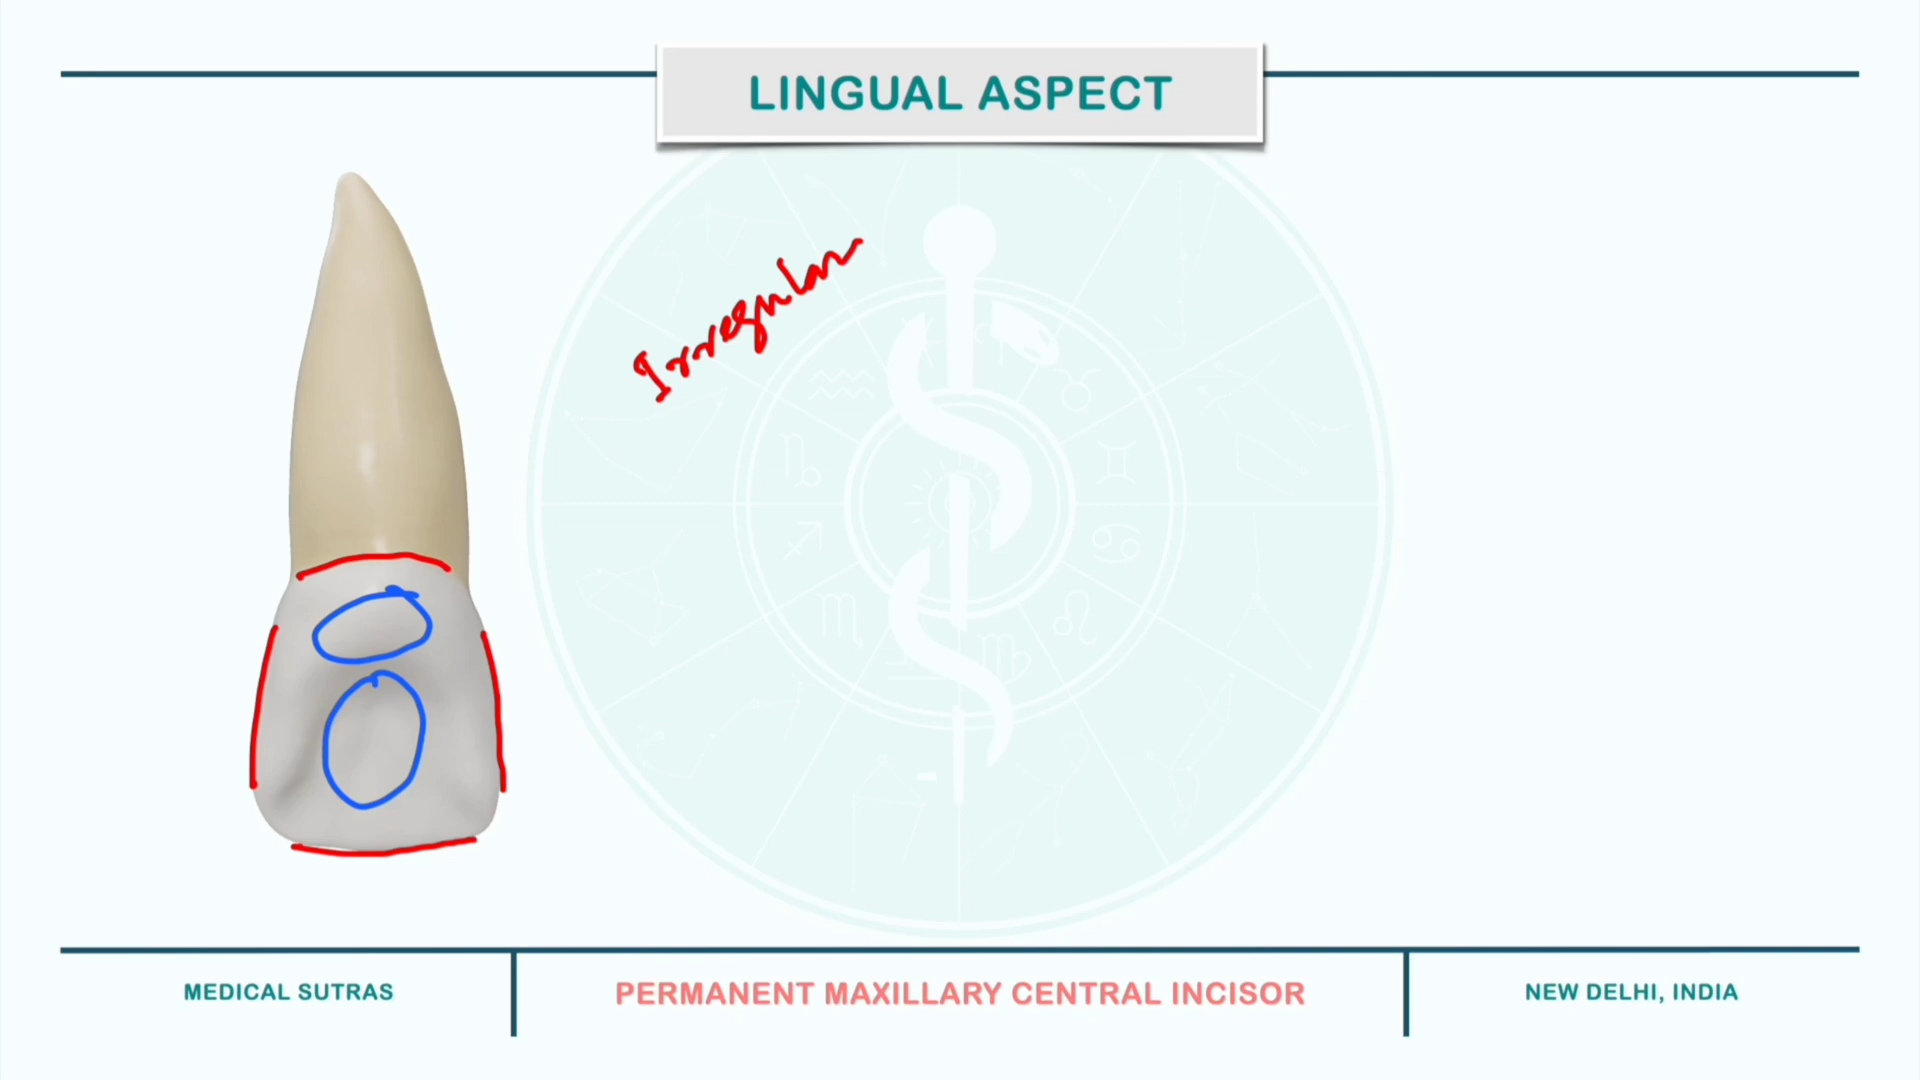 LINGUAL ASPECT
Irregular
MEDICAL SUTRAS
PERMANENT MAXILLARY CENTRAL INCISOR
NEW DELHI, INDIA